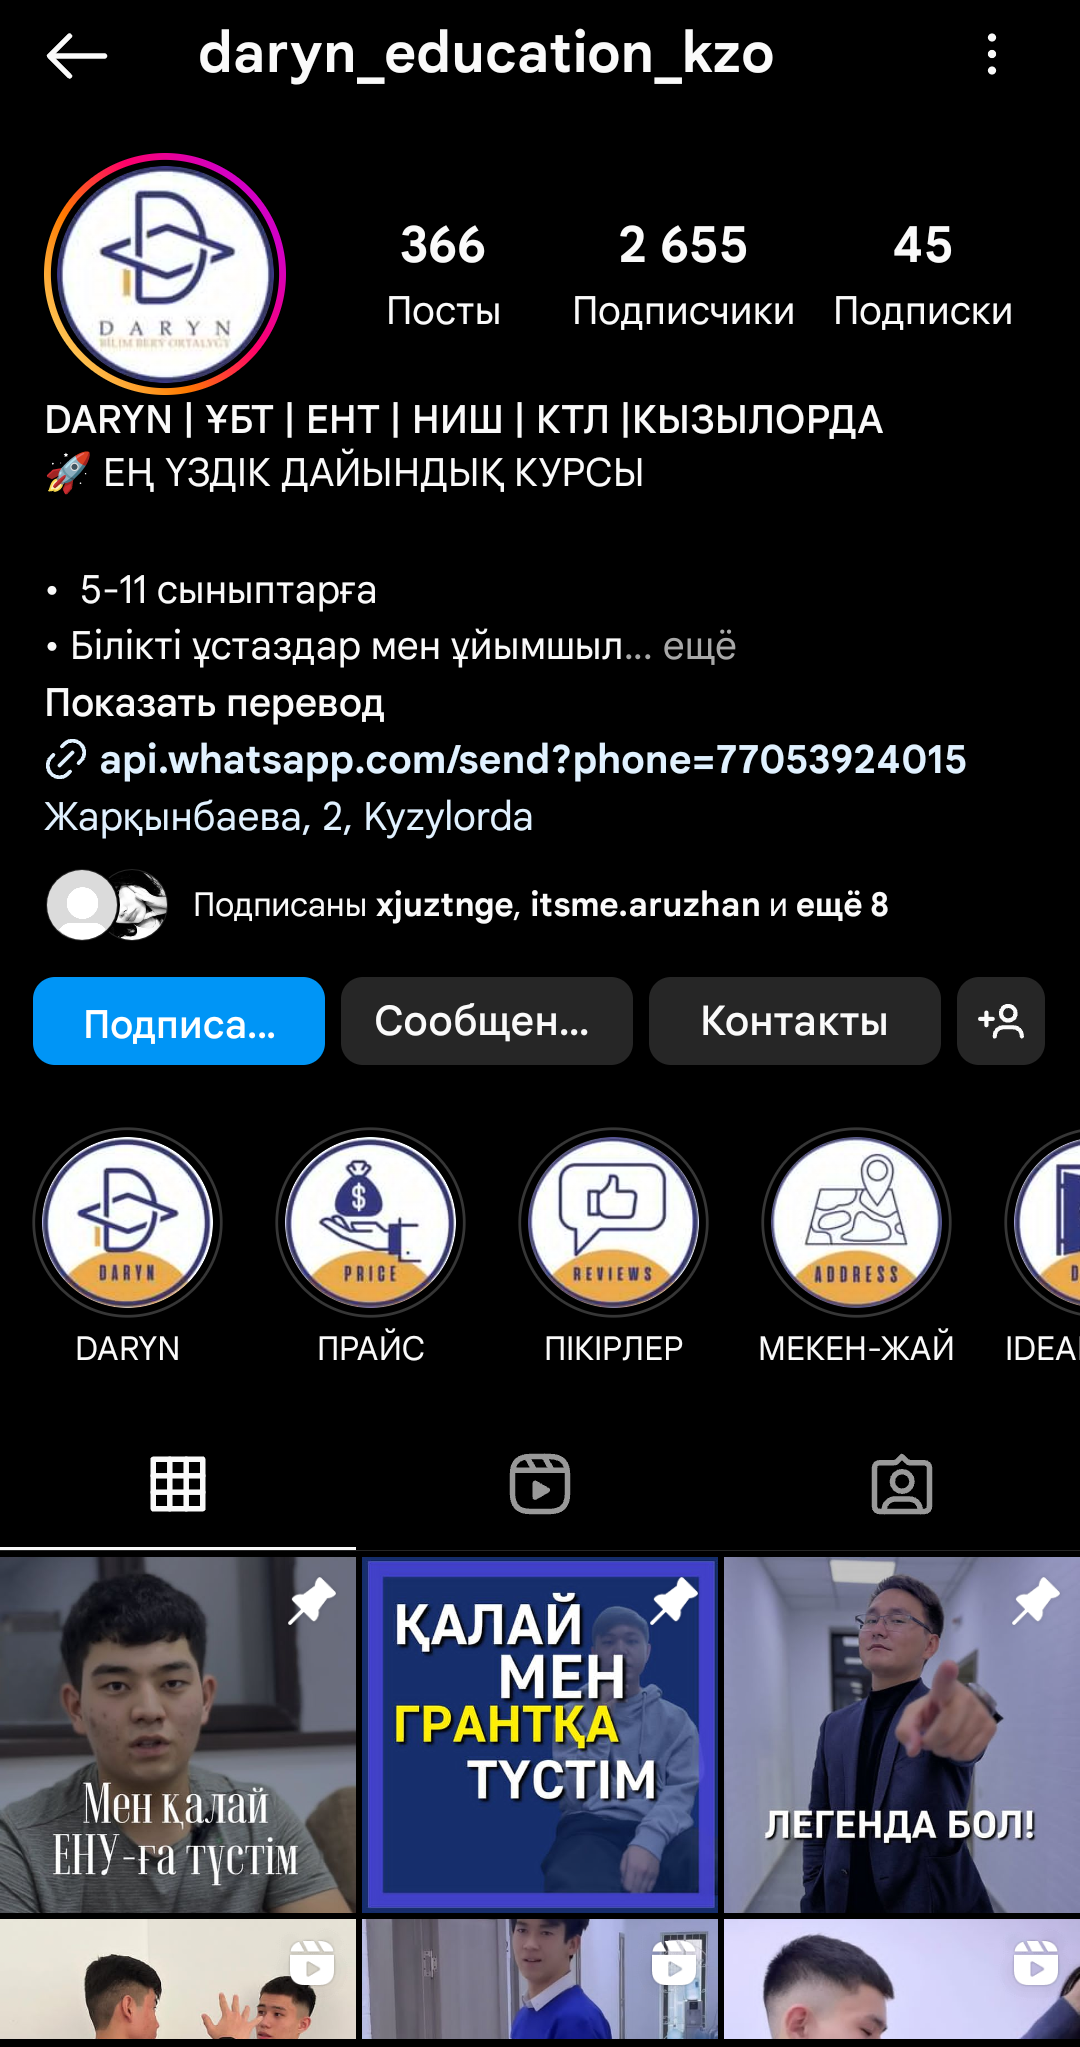 daryn_education_kzo
DARYN
BİLİM BERY ORTALYĞY
366
2 655
45
Посты
Подписчики
Подписки
DARYN | ҰБТ | ЕНТ | НИШ | КТЛ |КЫЗЫЛОРДА
🚀 ЕҢ ҮЗДІК ДАЙЫНДЫҚ КУРСЫ
• 5-11 сыныптарға
• Білікті ұстаздар мен ұйымшыл... ещё
Показать перевод
api.whatsapp.com/send?phone=77053924015
Жарқынбаева, 2, Kyzylorda
Подписаны xjuztnge, itsme.aruzhan и ещё 8
Подписа...
Сообщен...
Контакты
DARYN
PRICE
REVIEWS
ADDRESS
D
DARYN
ПРАЙС
ПІКІРЛЕР
МЕКЕН-ЖАЙ
IDEA
Мен қалай
ЕНУ-ға түстім
ҚАЛАЙ
МЕН
ГРАНТҚА
ТҮСТІМ
ЛЕГЕНДА БОЛ!